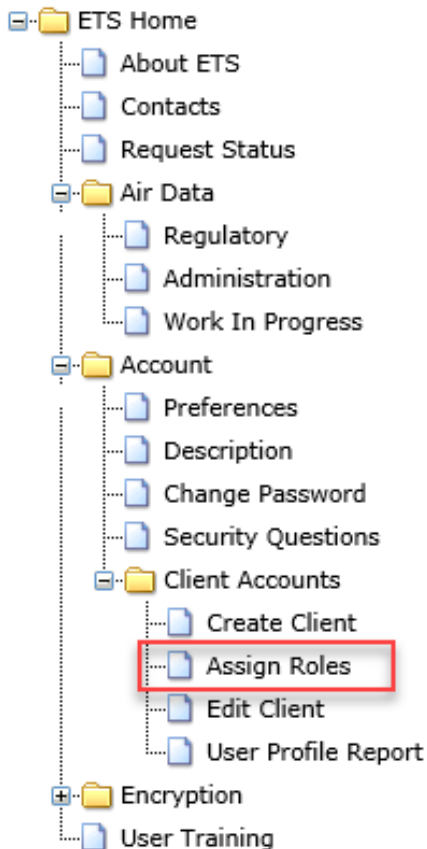 ETS Home
About ETS
Contacts
Request Status
Air Data
Regulatory
Administration
Work In Progress
Account
Preferences
Description
Change Password
Security Questions
Client Accounts
Create Client
Assign Roles
Edit Client
User Profile Report
Encryption
User Training